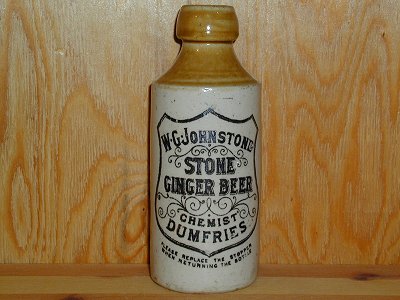 W·G·JOHNSTONE
STONE
GINGER BEER
CHEMIST
DUMFRIES
PLEASE REPLACE THE STOPPER
WHEN RETURNING THE BOTTLE